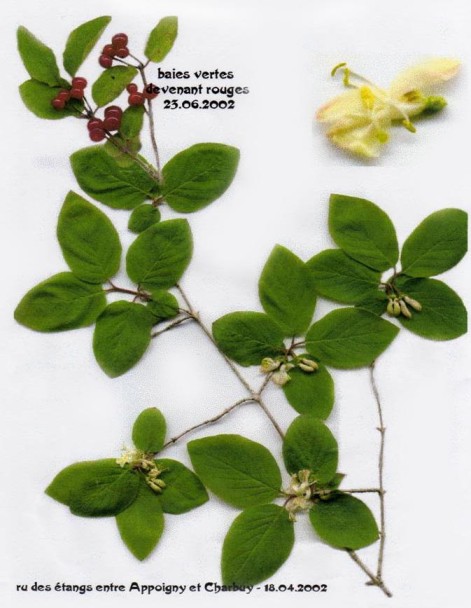 baies vertes
devenant rouges
23.06.2002
ru des étangs entre Appoigny et Charbuy - 18.04.2002